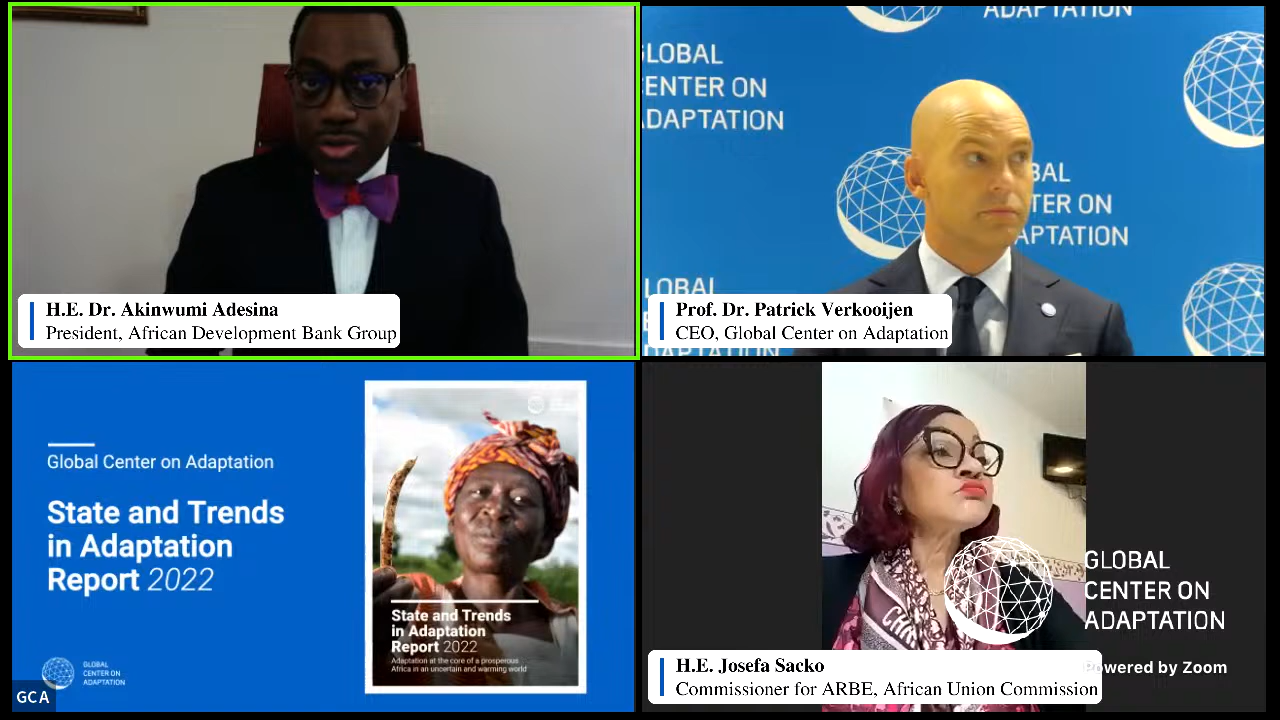 H.E. Dr. Akinwumi Adesina
President, African Development Bank Group
ADAPTATION
GLOBAL
CENTER ON
ADAPTATION
Prof. Dr. Patrick Verkooijen
CEO, Global Center on Adaptation
Global Center on Adaptation
State and Trends
in Adaptation
Report 2022
State and Trends
in Adaptation
Report 2022
Adaptation at the core of a prosperous
Africa in an uncertain and warming world
GLOBAL
CENTER ON
ADAPTATION
GCA
GLOBAL
CENTER ON
ADAPTATION
Powered by Zoom
H.E. Josefa Sacko
Commissioner for ARBE, African Union Commission